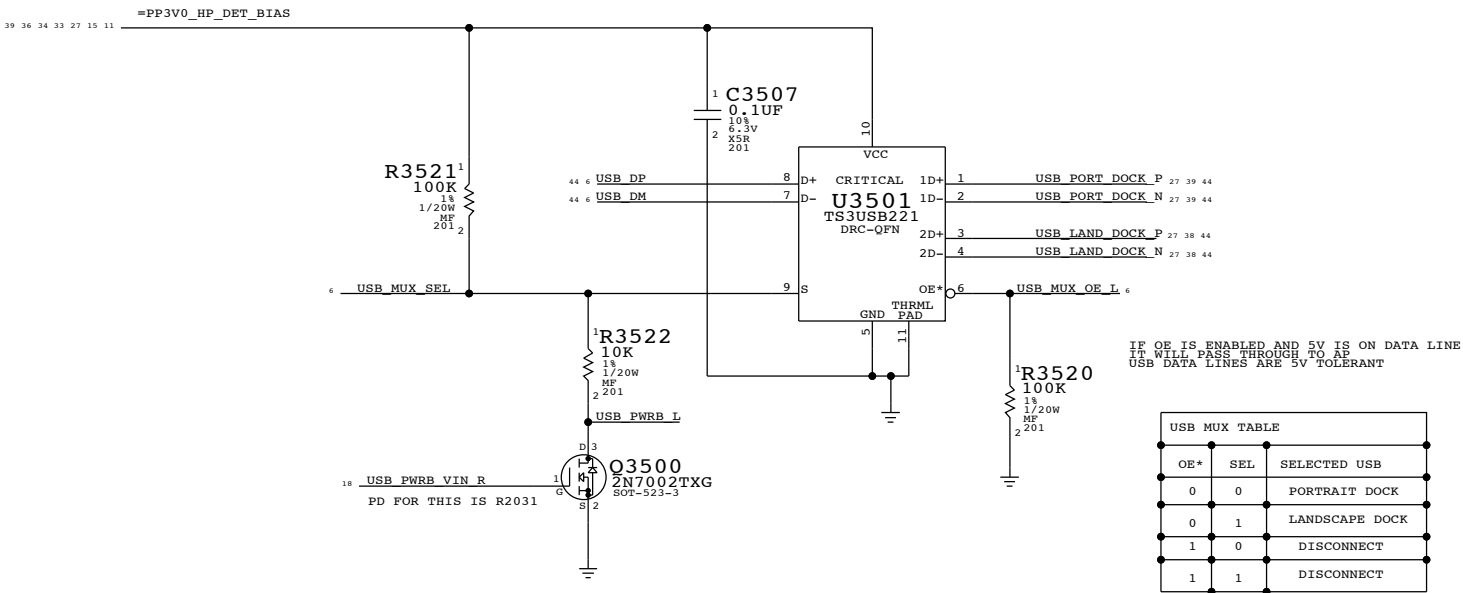 =PP3V0_HP_DET_BIAS
39 36 34 33 27 15 11
1 C3507
0.1UF
10%
6.3V
2 X5R
201
10
VCC
R3521 1
100K
1%
1/20W
MF
201 2
44 6 USB_DP 8 D+ CRITICAL 1D+ 1 USB_PORT_DOCK_P 27 39 44
44 6 USB_DM 7 D- U3501 1D- 2 USB_PORT_DOCK_N 27 39 44
TS3USB221
DRC-QFN
2D+ 3 USB_LAND_DOCK_P 27 38 44
2D- 4 USB_LAND_DOCK_N 27 38 44
6 USB_MUX_SEL 9 S OE* 6 USB_MUX_OE_L 6
GND THRML PAD
5 11
1 R3522
10K
1%
1/20W
MF
2 201
IF OE IS ENABLED AND 5V IS ON DATA LINE
IT WILL PASS THROUGH TO AP
USB DATA LINES ARE 5V TOLERANT
1 R3520
100K
1%
1/20W
MF
2 201
USB_PWRB_L
D 3
Q3500
2N7002TXG
SOT-523-3
18 USB_PWRB_VIN_R 1
G
S 2
PD FOR THIS IS R2031
USB MUX TABLE
OE* SEL SELECTED USB
0 0 PORTRAIT DOCK
0 1 LANDSCAPE DOCK
1 0 DISCONNECT
1 1 DISCONNECT